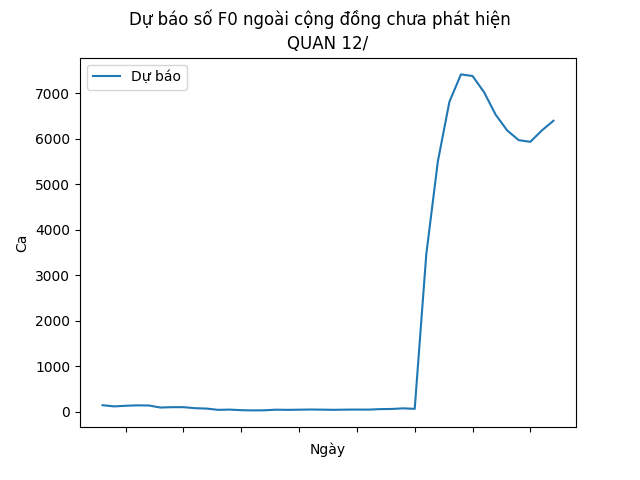 Dự báo số F0 ngoài cộng đồng chưa phát hiện
QUAN 12/
Dự báo
7000
6000
5000
4000
3000
2000
1000
0
Ca
Ngày